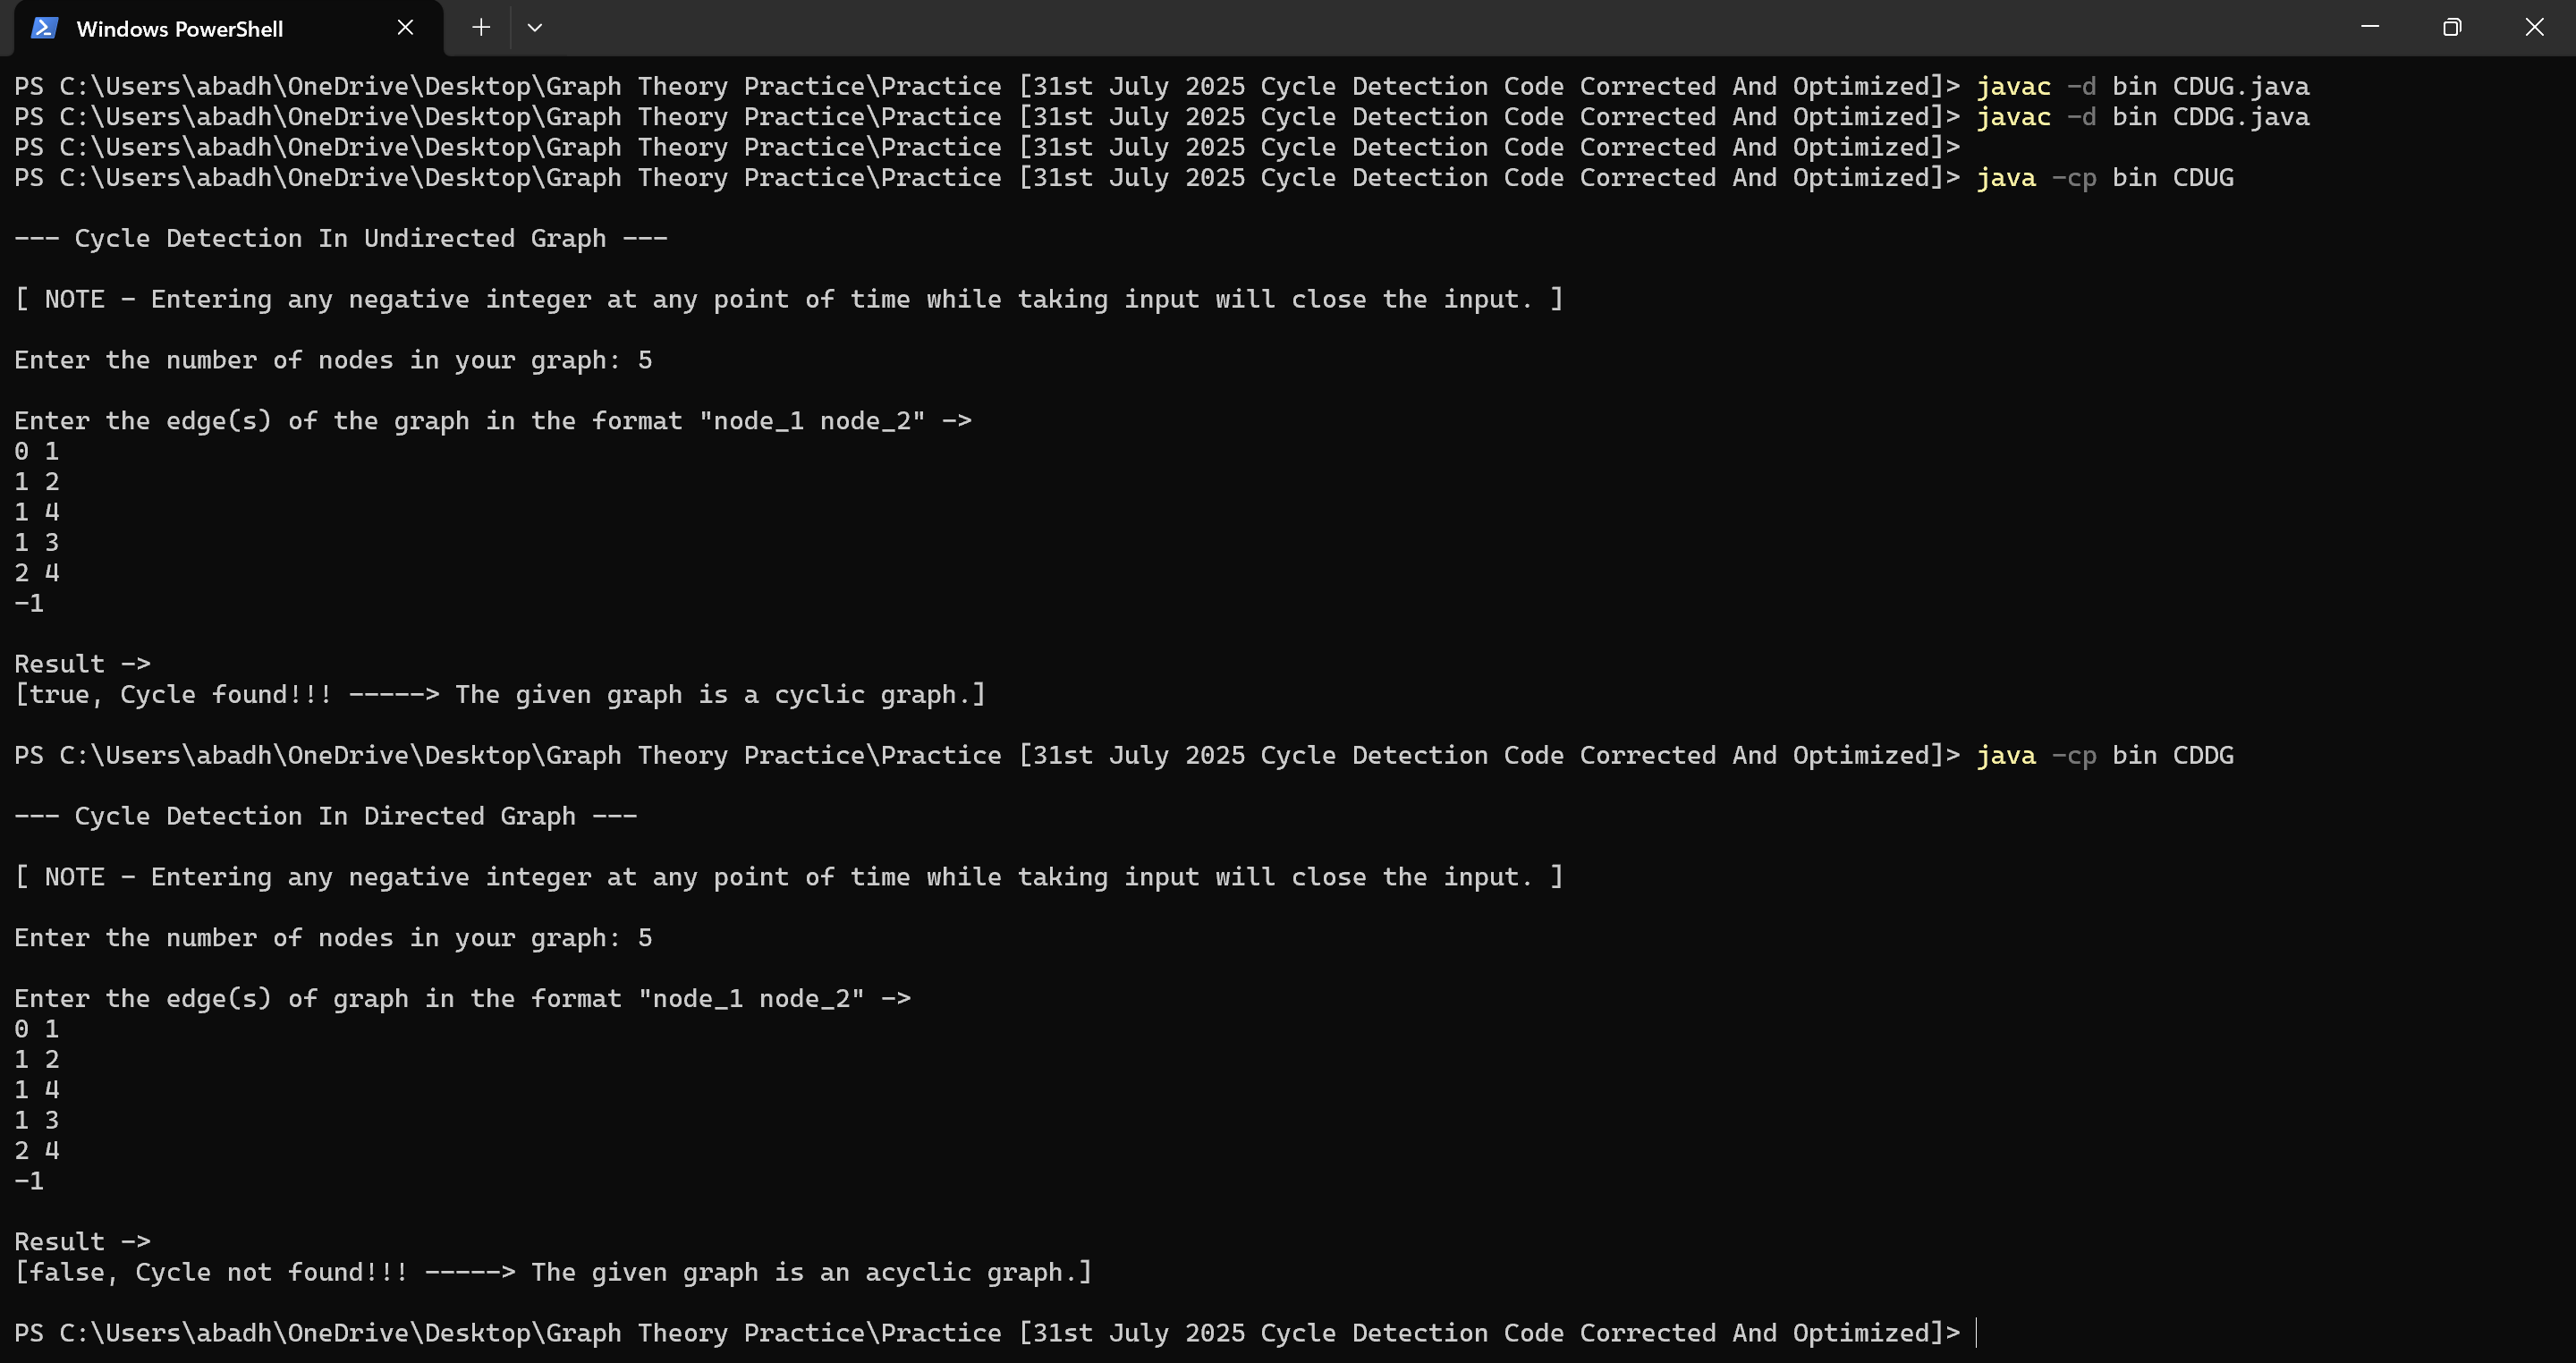 Windows PowerShell
PS C:\Users\abadh\OneDrive\Desktop\Graph Theory Practice\Practice [31st July 2025 Cycle Detection Code Corrected And Optimized]> javac -d bin CDUG.java
PS C:\Users\abadh\OneDrive\Desktop\Graph Theory Practice\Practice [31st July 2025 Cycle Detection Code Corrected And Optimized]> javac -d bin CDDG.java
PS C:\Users\abadh\OneDrive\Desktop\Graph Theory Practice\Practice [31st July 2025 Cycle Detection Code Corrected And Optimized]>
PS C:\Users\abadh\OneDrive\Desktop\Graph Theory Practice\Practice [31st July 2025 Cycle Detection Code Corrected And Optimized]> java -cp bin CDUG
--- Cycle Detection In Undirected Graph ---
[ NOTE - Entering any negative integer at any point of time while taking input will close the input. ]
Enter the number of nodes in your graph: 5
Enter the edge(s) of the graph in the format "node_1 node_2" ->
0 1
1 2
1 4
1 3
2 4
-1
Result ->
[true, Cycle found!!! -----> The given graph is a cyclic graph.]
PS C:\Users\abadh\OneDrive\Desktop\Graph Theory Practice\Practice [31st July 2025 Cycle Detection Code Corrected And Optimized]> java -cp bin CDDG
--- Cycle Detection In Directed Graph ---
[ NOTE - Entering any negative integer at any point of time while taking input will close the input. ]
Enter the number of nodes in your graph: 5
Enter the edge(s) of graph in the format "node_1 node_2" ->
0 1
1 2
1 4
1 3
2 4
-1
Result ->
[false, Cycle not found!!! -----> The given graph is an acyclic graph.]
PS C:\Users\abadh\OneDrive\Desktop\Graph Theory Practice\Practice [31st July 2025 Cycle Detection Code Corrected And Optimized]>